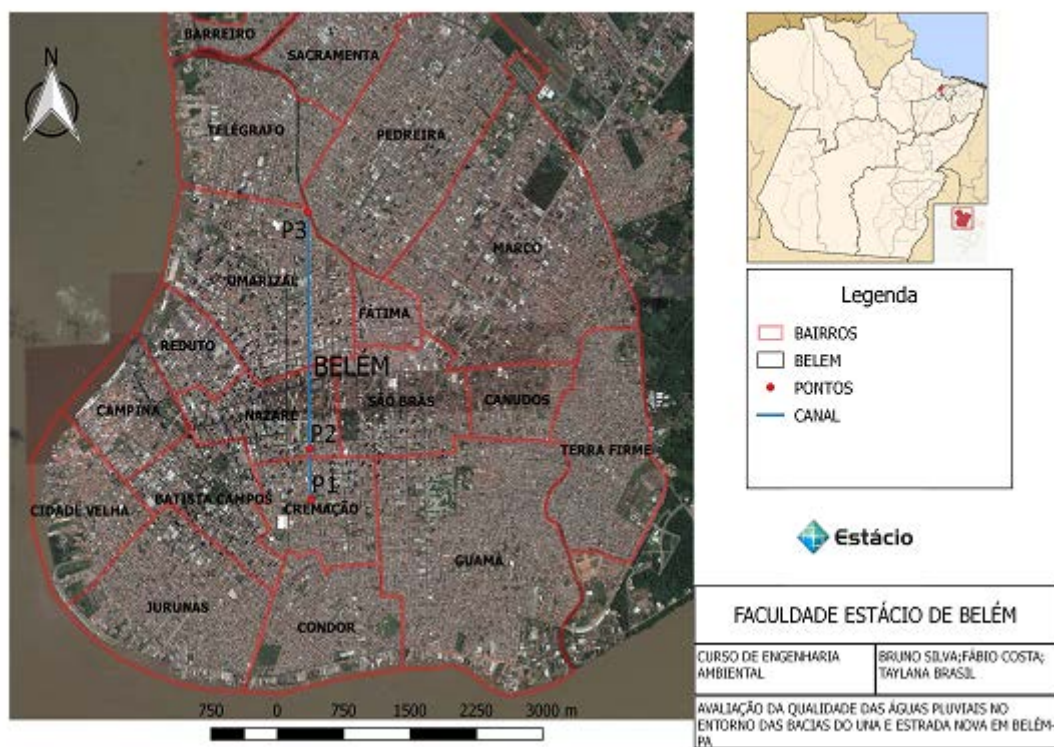 BARREIRO
SACRAMENTA
N
TELÉGRAFO
PEDREIRA
P3
MARCO
UMARIZAL
FÁTIMA
REDUTO
BELÉM
CAMPINA
NAZARÉ
SÃO BRÁS
CANUDOS
P2
TERRA FIRME
P1
BATISTA CAMPOS
CIDADE VELHA
CREMAÇÃO
GUAMÁ
JURUNAS
CONDOR
750 0 750 1500 2250 3000 m
Legenda
BAIRROS
BELEM
PONTOS
CANAL
Estácio
FACULDADE ESTÁCIO DE BELÉM
CURSO DE ENGENHARIA
AMBIENTAL
BRUNO SILVA;FÁBIO COSTA;
TAYLANA BRASIL
AVALIAÇÃO DA QUALIDADE DAS ÁGUAS PLUVIAIS NO
ENTORNO DAS BACIAS DO UNA E ESTRADA NOVA EM BELÉM-
PA